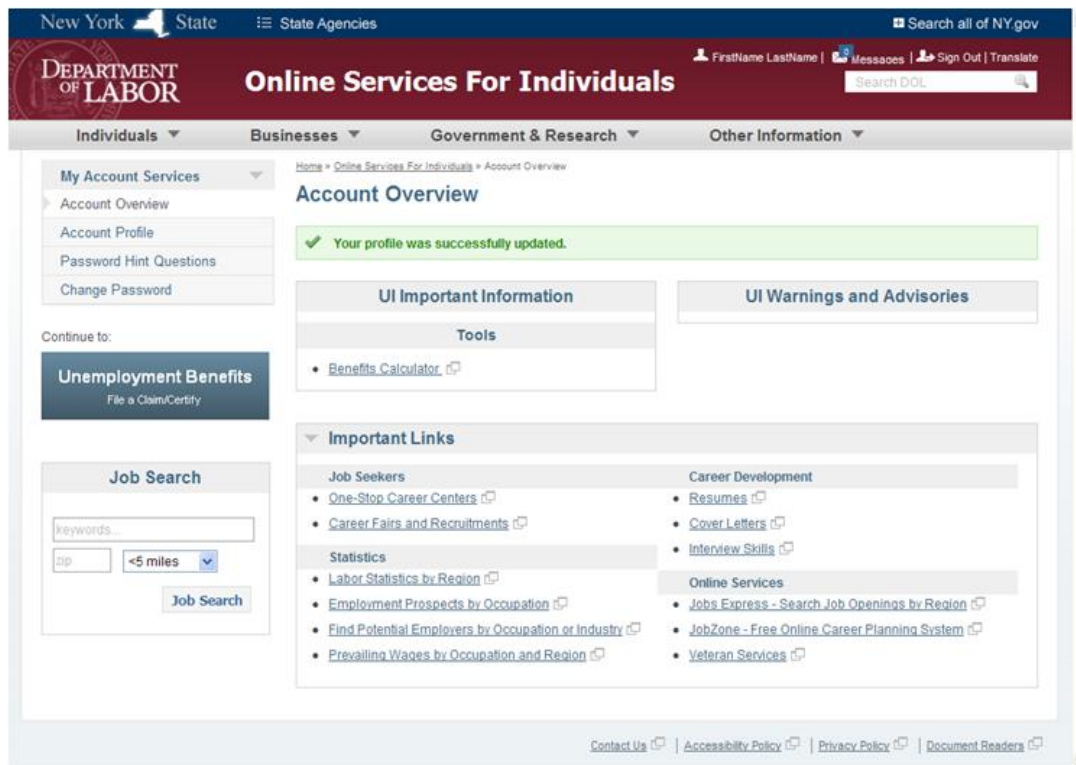 New York State
State Agencies
Search all of NY.gov
DEPARTMENT
OF LABOR
Online Services For Individuals
FirstName LastName | 0 Messages | Sign Out | Translate
Search DOL
Individuals
Businesses
Government & Research
Other Information
My Account Services
Account Overview
Account Profile
Password Hint Questions
Change Password
Continue to:
Unemployment Benefits
File a Claim/Certify
Job Search
keywords...
zip
<5 miles
Job Search
Home » Online Services For Individuals » Account Overview
Account Overview
Your profile was successfully updated.
UI Important Information
Tools
• Benefits Calculator
UI Warnings and Advisories
Important Links
Job Seekers
• One-Stop Career Centers
• Career Fairs and Recruitments
Statistics
• Labor Statistics by Region
• Employment Prospects by Occupation
• Find Potential Employers by Occupation or Industry
• Prevailing Wages by Occupation and Region
Career Development
• Resumes
• Cover Letters
• Interview Skills
Online Services
• Jobs Express - Search Job Openings by Region
• JobZone - Free Online Career Planning System
• Veteran Services
Contact Us | Accessibility Policy | Privacy Policy | Document Readers